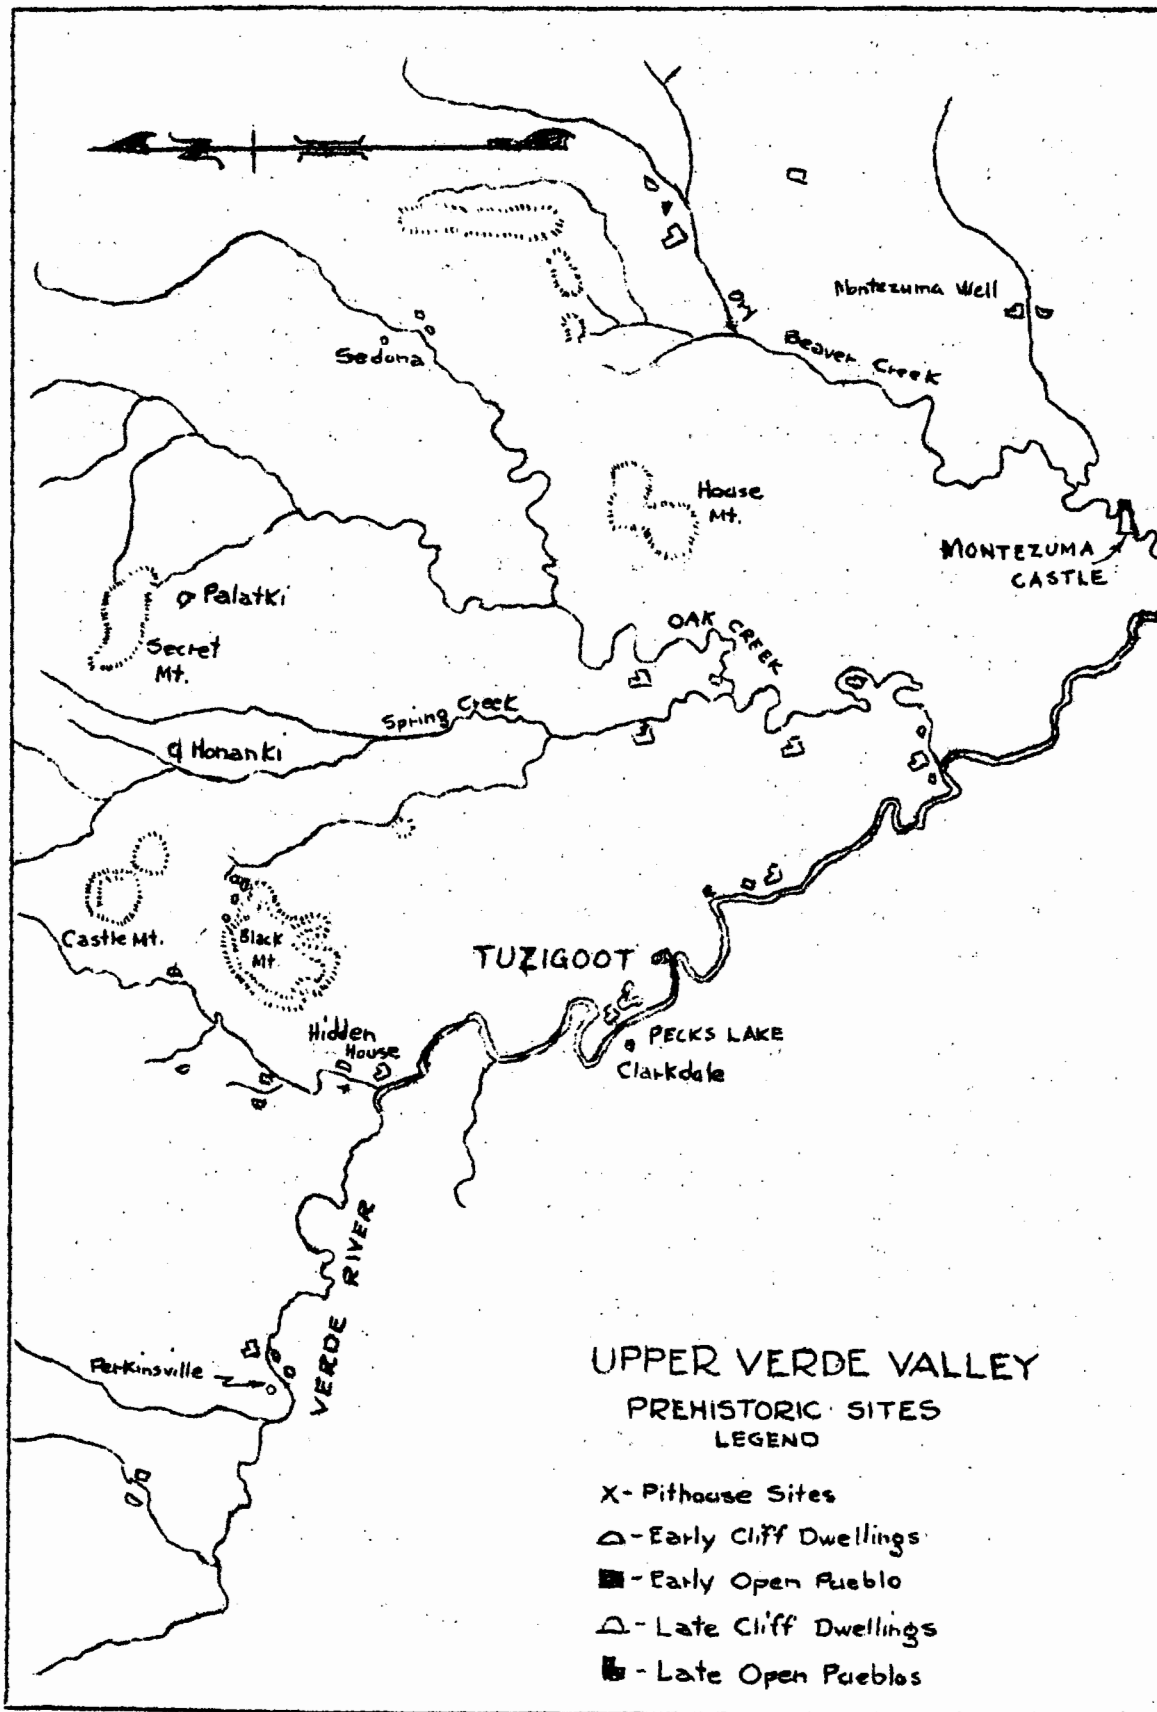 N
Montezuma Well
Beaver Creek
Sedona
House
Mt.
MONTEZUMA
CASTLE
Palatki
OAK CREEK
Secret
Mt.
Spring Creek
Honanki
Castle Mt.
Black
Mt.
TUZIGOOT
Hidden
House
PECKS LAKE
Clarkdale
VERDE RIVER
Perkinsville
UPPER VERDE VALLEY
PREHISTORIC SITES
LEGEND
X - Pithouse Sites
- Early Cliff Dwellings
- Early Open Pueblo
- Late Cliff Dwellings
- Late Open Pueblos